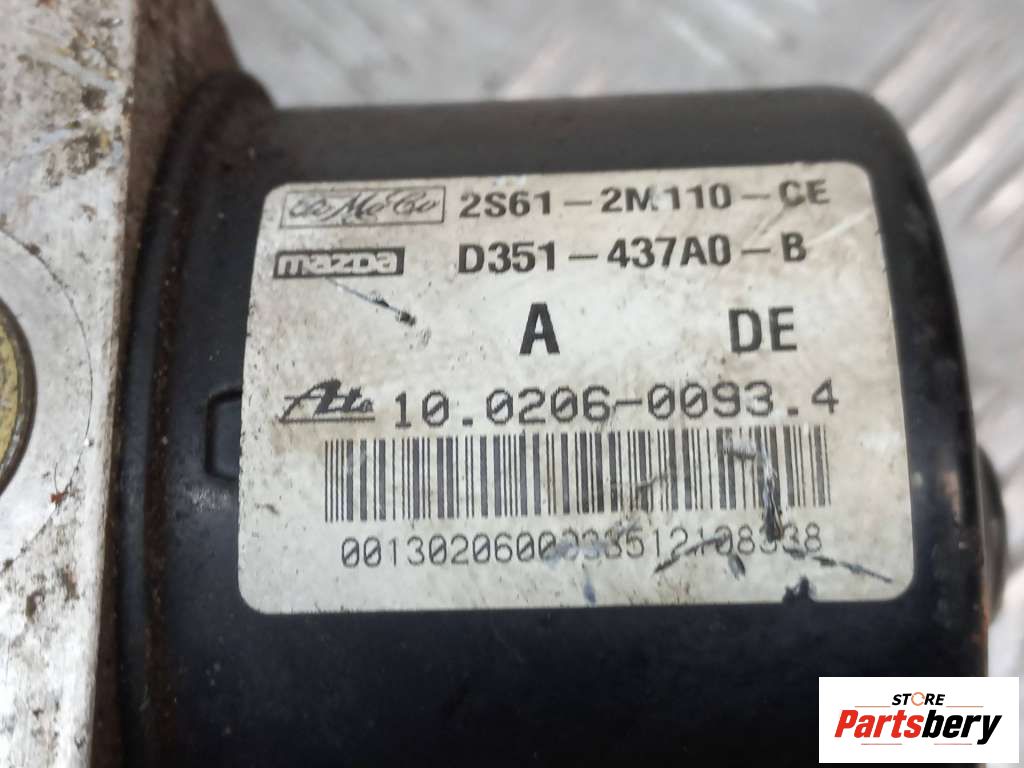 FoMoCo 2S61-2M110-CE
mazda D351-437A0-B
A DE
Ate 10.0206-0093.4
STORE
Partsbery